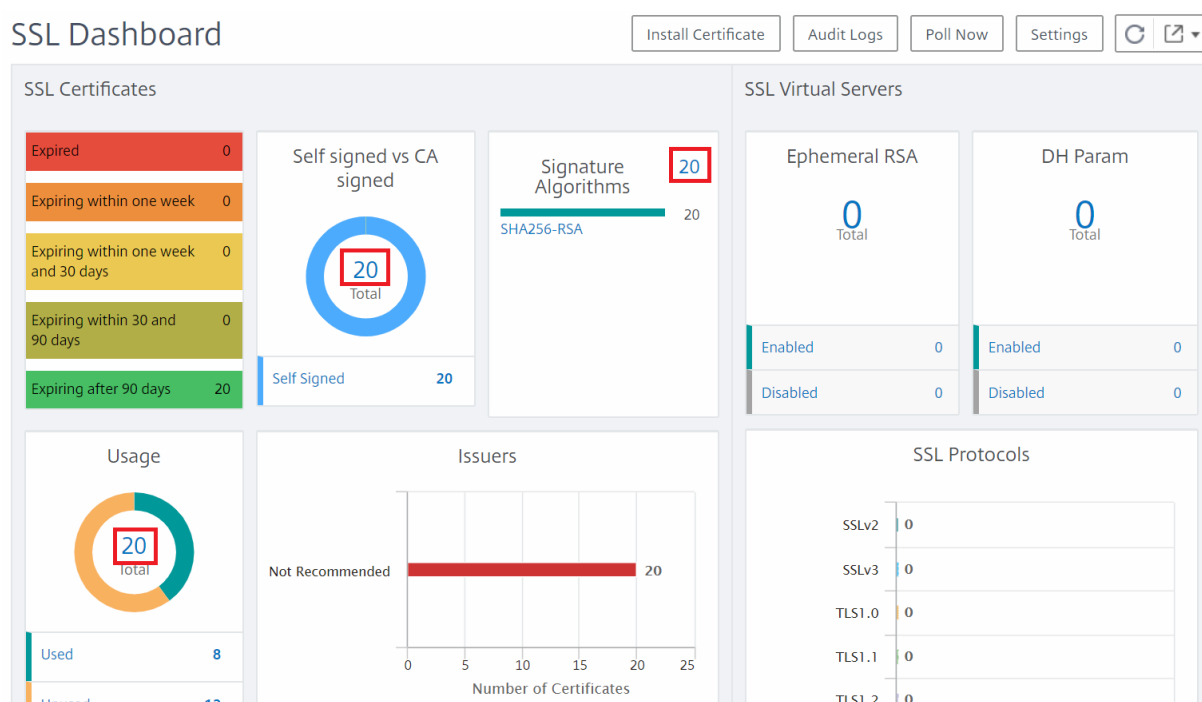 SSL Dashboard
Install Certificate
Audit Logs
Poll Now
Settings
SSL Certificates
Expired 0
Expiring within one week 0
Expiring within one week 0
and 30 days
Expiring within 30 and 0
90 days
Expiring after 90 days 20
Self signed vs CA
signed
20
Total
Self Signed 20
Signature
Algorithms
20
20
SHA256-RSA
Usage
20
Total
Used 8
Issuers
Not Recommended 20
0 5 10 15 20 25
Number of Certificates
SSL Virtual Servers
Ephemeral RSA
0
Total
Enabled 0
Disabled 0
DH Param
0
Total
Enabled 0
Disabled 0
SSL Protocols
SSLv2 0
SSLv3 0
TLS1.0 0
TLS1.1 0
TLS1.2 0